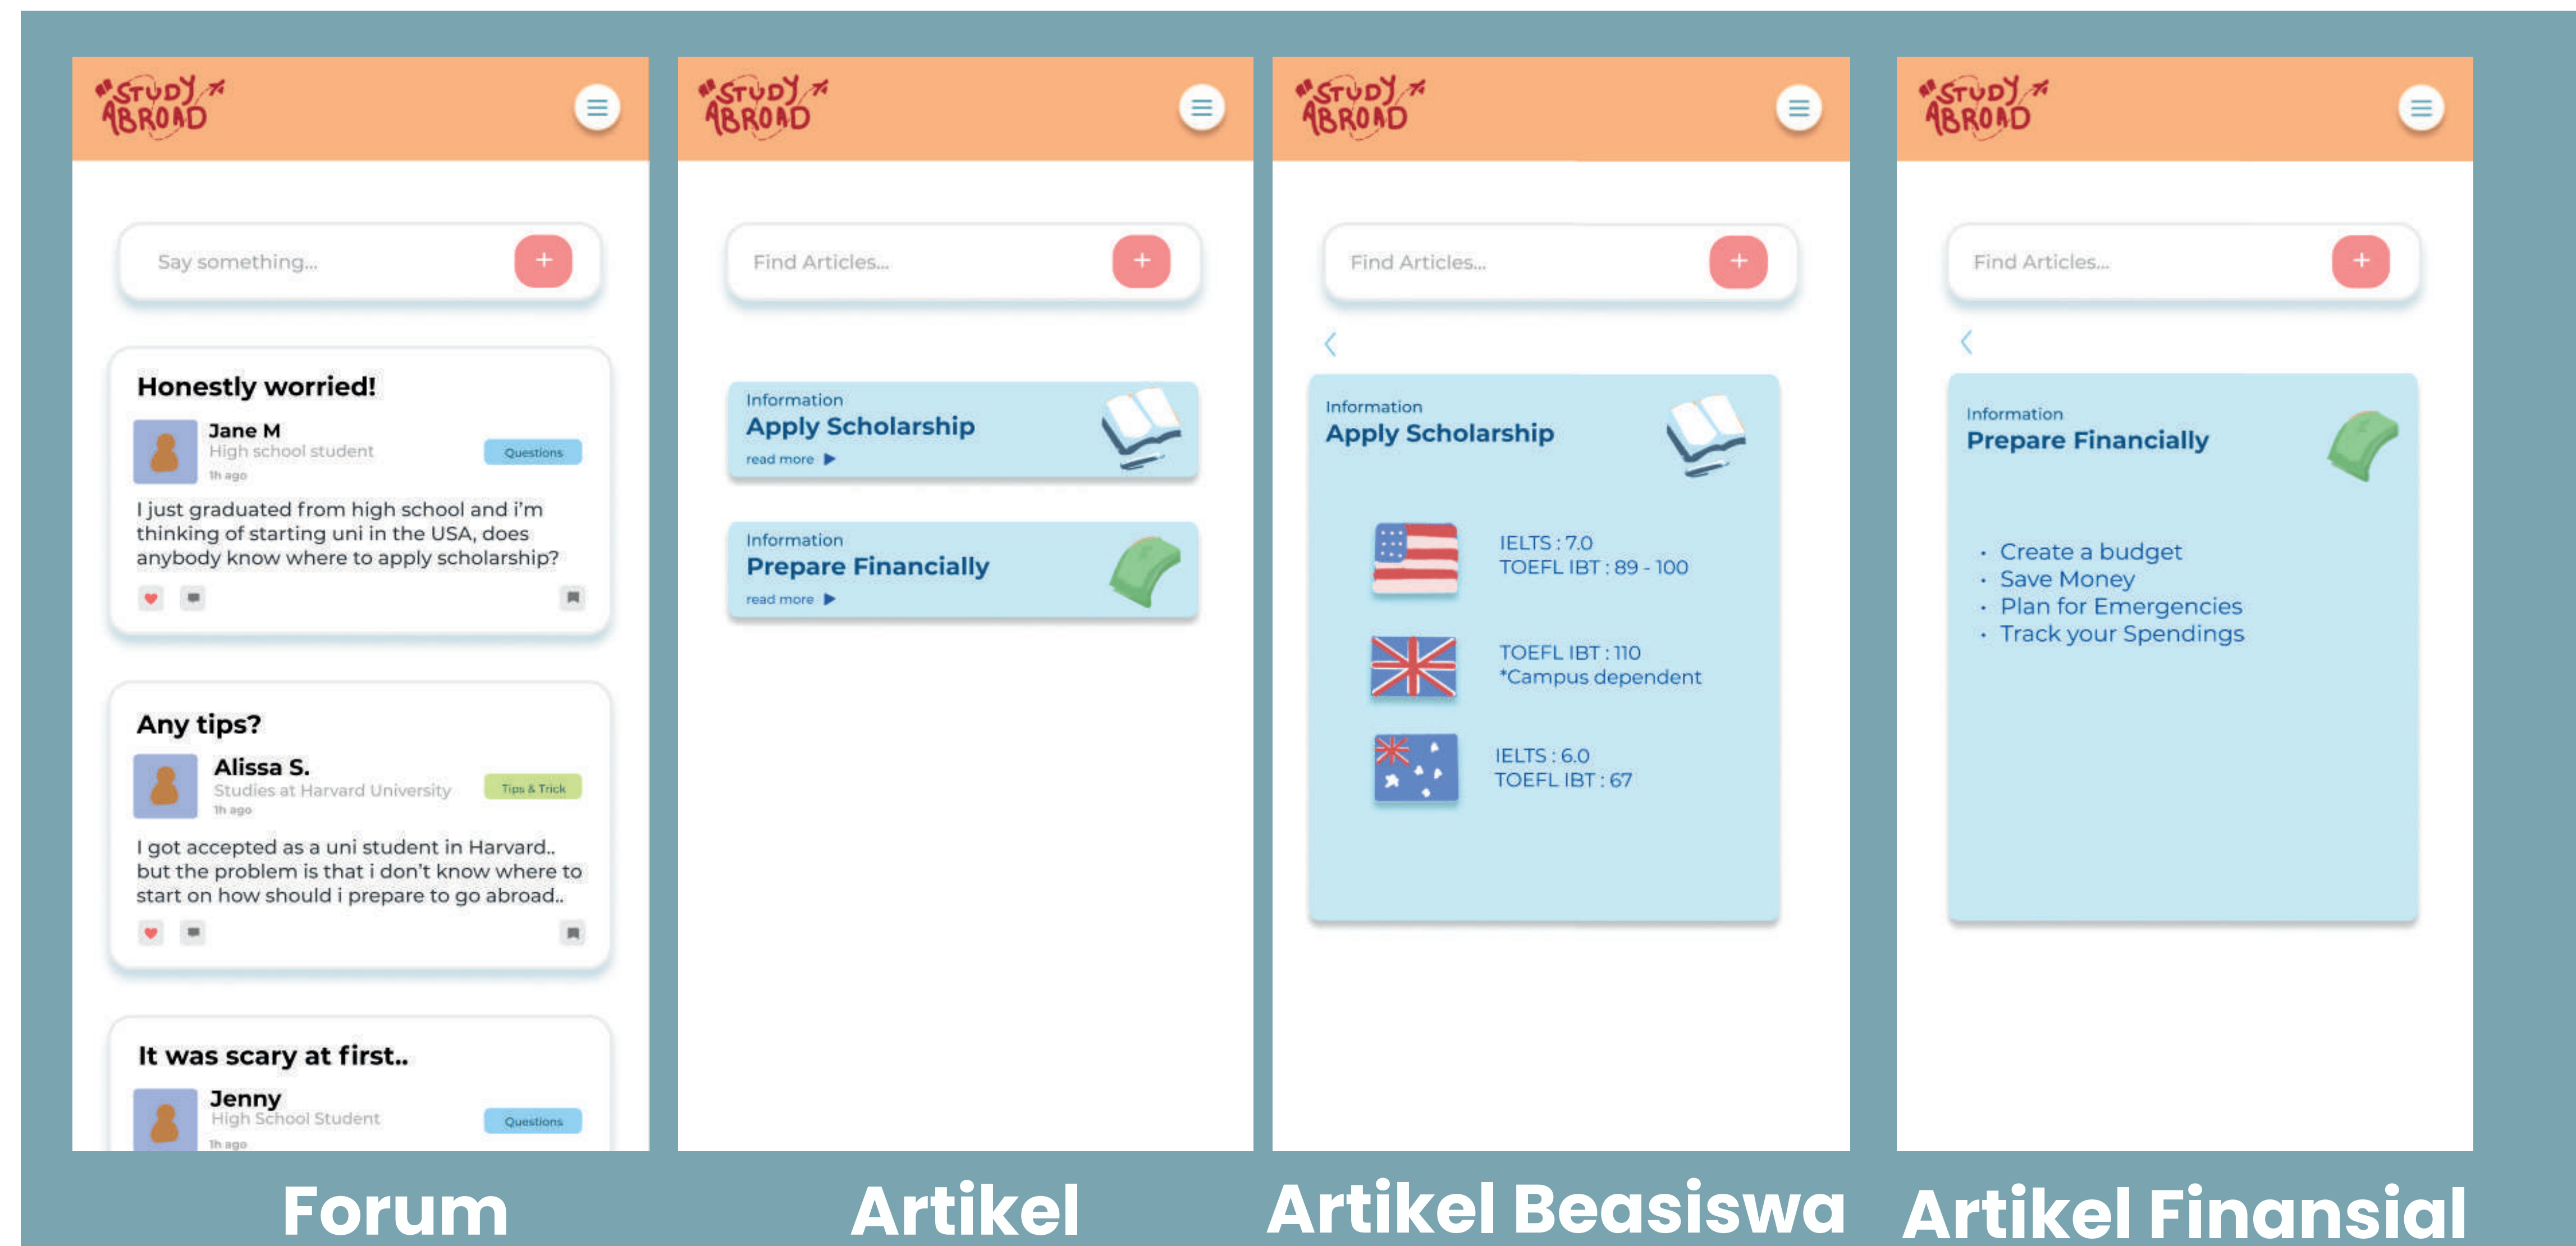 STUDY
ABROAD
Say something...
+
Honestly worried!
Jane M
High school student
1h ago
Questions
I just graduated from high school and i'm
thinking of starting uni in the USA, does
anybody know where to apply scholarship?
Any tips?
Alissa S.
Studies at Harvard University
1h ago
Tips & Trick
I got accepted as a uni student in Harvard..
but the problem is that i don't know where to
start on how should i prepare to go abroad..
It was scary at first..
Jenny
High School Student
1h ago
Questions
Forum
STUDY
ABROAD
Find Articles...
+
Information
Apply Scholarship
read more
Information
Prepare Financially
read more
Artikel
STUDY
ABROAD
Find Articles...
+
Information
Apply Scholarship
IELTS : 7.0
TOEFL IBT : 89 - 100
TOEFL IBT : 110
*Campus dependent
IELTS : 6.0
TOEFL IBT : 67
Artikel Beasiswa
STUDY
ABROAD
Find Articles...
+
Information
Prepare Financially
• Create a budget
• Save Money
• Plan for Emergencies
• Track your Spendings
Artikel Finansial